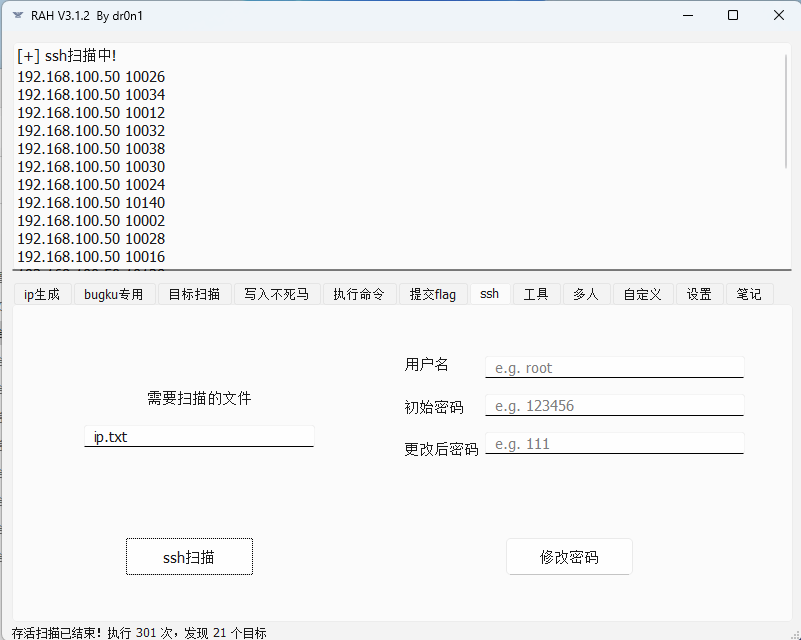 RAH V3.1.2 By dr0n1
[+] ssh扫描中!
192.168.100.50 10026
192.168.100.50 10034
192.168.100.50 10012
192.168.100.50 10032
192.168.100.50 10038
192.168.100.50 10030
192.168.100.50 10024
192.168.100.50 10140
192.168.100.50 10002
192.168.100.50 10028
192.168.100.50 10016
ip生成 bugku专用 目标扫描 写入不死马 执行命令 提交flag ssh 工具 多人 自定义 设置 笔记
需要扫描的文件
ip.txt
ssh扫描
用户名 e.g. root
初始密码 e.g. 123456
更改后密码 e.g. 111
修改密码
存活扫描已结束！执行 301 次，发现 21 个目标